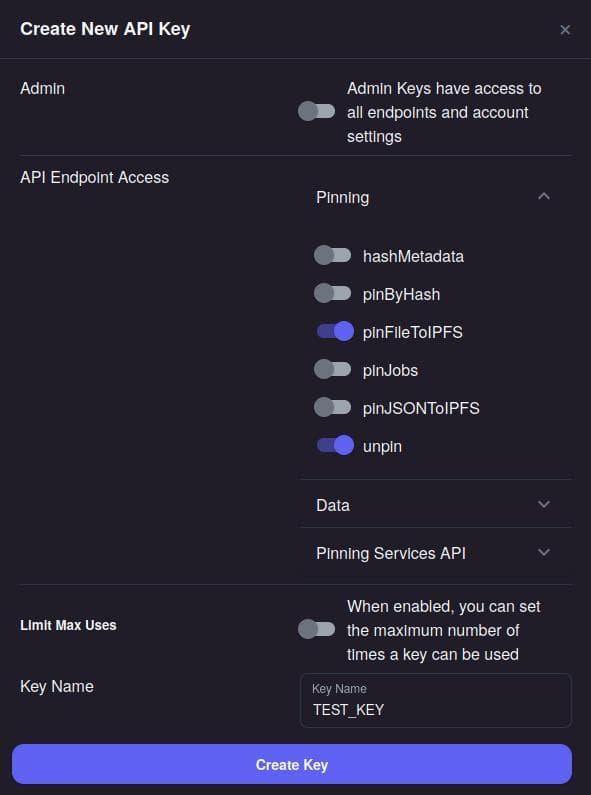 Create New API Key
Admin
Admin Keys have access to
all endpoints and account
settings
API Endpoint Access
Pinning
hashMetadata
pinByHash
pinFileToIPFS
pinJobs
pinJSONToIPFS
unpin
Data
Pinning Services API
Limit Max Uses
When enabled, you can set
the maximum number of
times a key can be used
Key Name
Key Name
TEST_KEY
Create Key